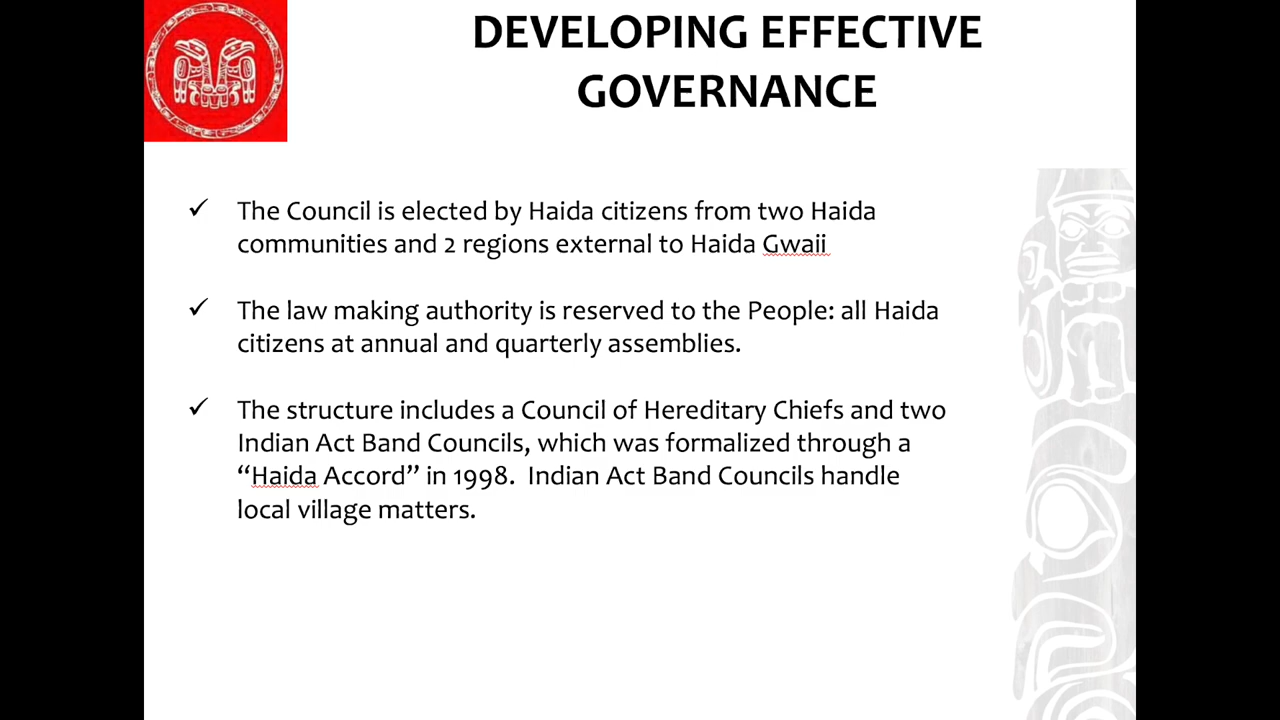 DEVELOPING EFFECTIVE
GOVERNANCE
✓ The Council is elected by Haida citizens from two Haida
communities and 2 regions external to Haida Gwaii
✓ The law making authority is reserved to the People: all Haida
citizens at annual and quarterly assemblies.
✓ The structure includes a Council of Hereditary Chiefs and two
Indian Act Band Councils, which was formalized through a
“Haida Accord” in 1998.  Indian Act Band Councils handle
local village matters.